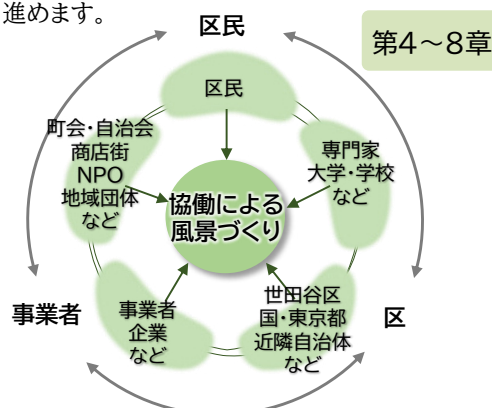 進めます。
区民
第4～8章
区民
町会・自治会
商店街
NPO
地域団体
など
専門家
大学・学校
など
協働による
風景づくり
事業者
区
事業者
企業
など
世田谷区
国・東京都
近隣自治体
など